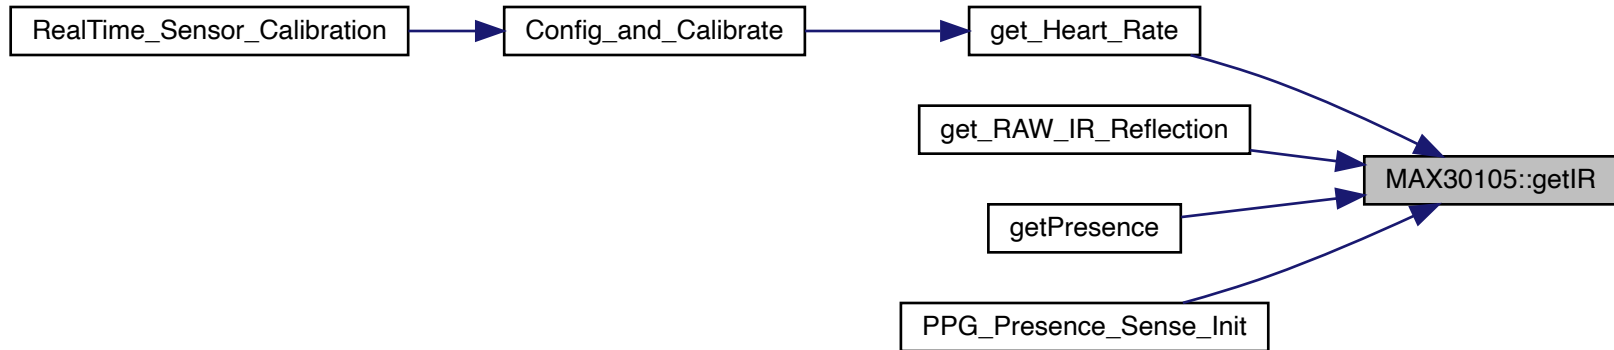 RealTime_Sensor_Calibration
Config_and_Calibrate
get_Heart_Rate
get_RAW_IR_Reflection
MAX30105::getIR
getPresence
PPG_Presence_Sense_Init